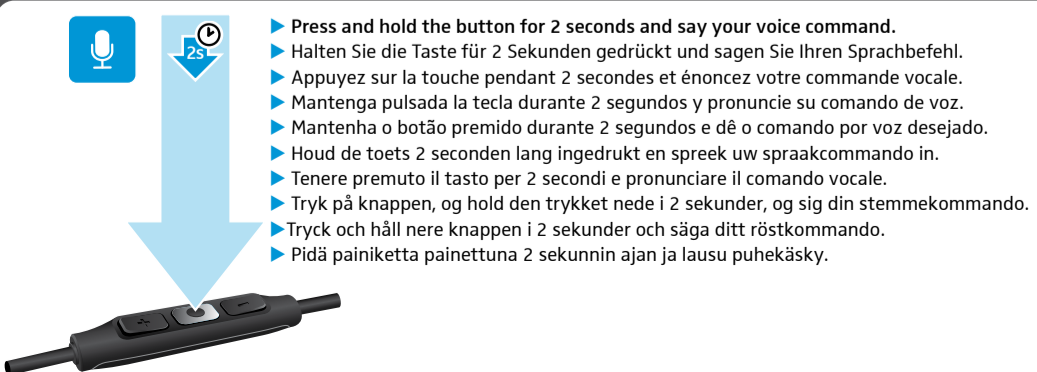 2s
Press and hold the button for 2 seconds and say your voice command.
Halten Sie die Taste für 2 Sekunden gedrückt und sagen Sie Ihren Sprachbefehl.
Appuyez sur la touche pendant 2 secondes et énoncez votre commande vocale.
Mantenga pulsada la tecla durante 2 segundos y pronuncie su comando de voz.
Mantenha o botão premido durante 2 segundos e dê o comando por voz desejado.
Houd de toets 2 seconden lang ingedrukt en spreek uw spraakcommando in.
Tenere premuto il tasto per 2 secondi e pronunciare il comando vocale.
Tryk på knappen, og hold den trykket nede i 2 sekunder, og sig din stemmekommando.
Tryck och håll nere knappen i 2 sekunder och säga ditt röstkommando.
Pidä painiketta painettuna 2 sekunnin ajan ja lausu puhekäsky.
+ −